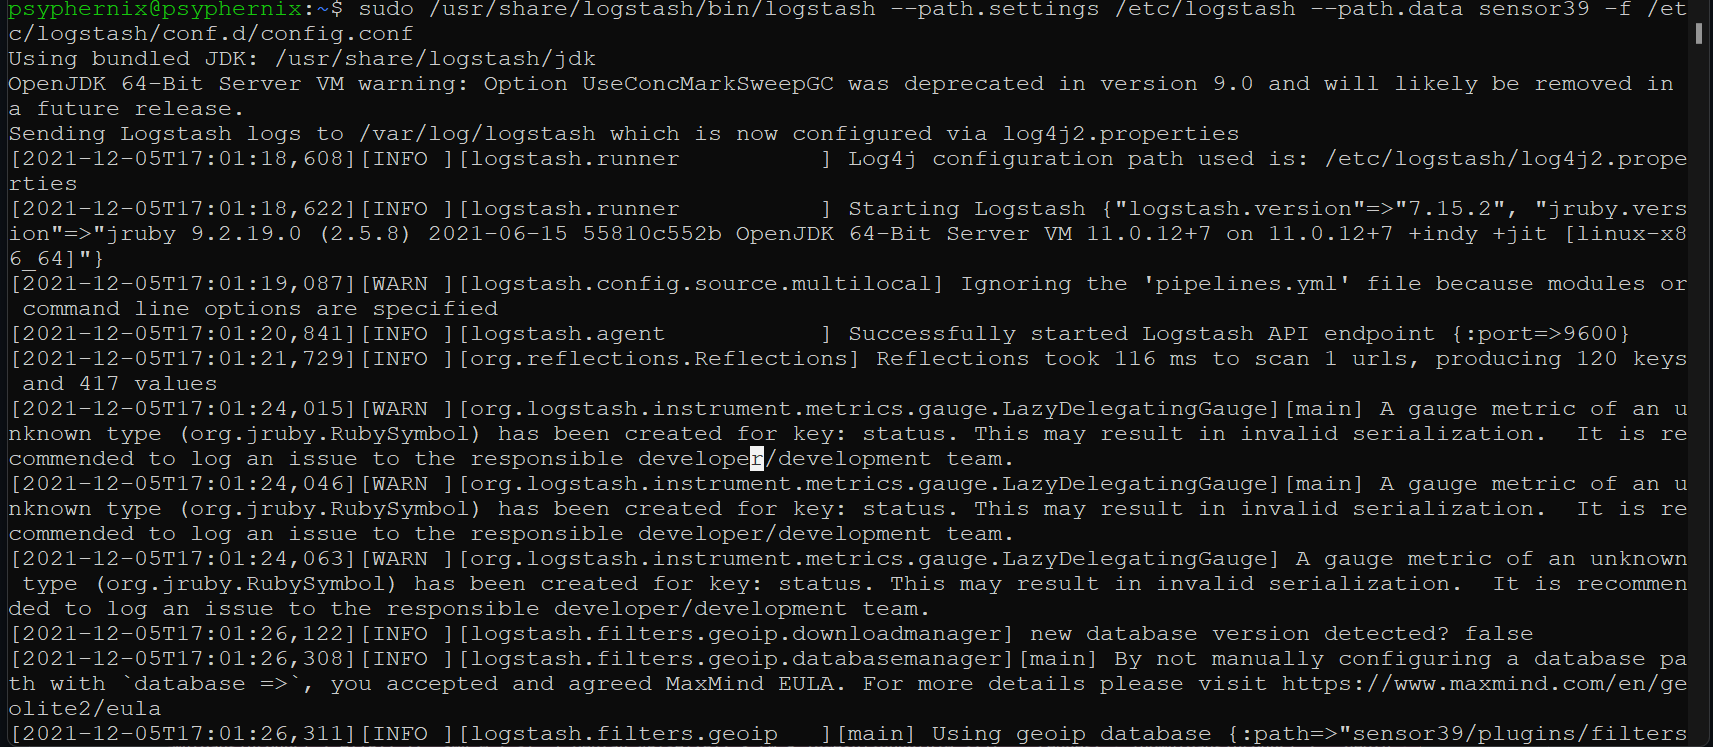 psyphernix@psyphernix:~$ sudo /usr/share/logstash/bin/logstash --path.settings /etc/logstash --path.data sensor39 -f /et
c/logstash/conf.d/config.conf
Using bundled JDK: /usr/share/logstash/jdk
OpenJDK 64-Bit Server VM warning: Option UseConcMarkSweepGC was deprecated in version 9.0 and will likely be removed in
a future release.
Sending Logstash logs to /var/log/logstash which is now configured via log4j2.properties
[2021-12-05T17:01:18,608][INFO ][logstash.runner          ] Log4j configuration path used is: /etc/logstash/log4j2.prope
rties
[2021-12-05T17:01:18,622][INFO ][logstash.runner          ] Starting Logstash {"logstash.version"=>"7.15.2", "jruby.vers
ion"=>"jruby 9.2.19.0 (2.5.8) 2021-06-15 55810c552b OpenJDK 64-Bit Server VM 11.0.12+7 on 11.0.12+7 +indy +jit [linux-x8
6_64]"}
[2021-12-05T17:01:19,087][WARN ][logstash.config.source.multilocal] Ignoring the 'pipelines.yml' file because modules or
 command line options are specified
[2021-12-05T17:01:20,841][INFO ][logstash.agent           ] Successfully started Logstash API endpoint {:port=>9600}
[2021-12-05T17:01:21,729][INFO ][org.reflections.Reflections] Reflections took 116 ms to scan 1 urls, producing 120 keys
 and 417 values
[2021-12-05T17:01:24,015][WARN ][org.logstash.instrument.metrics.gauge.LazyDelegatingGauge][main] A gauge metric of an u
nknown type (org.jruby.RubySymbol) has been created for key: status. This may result in invalid serialization.  It is re
commended to log an issue to the responsible developer/development team.
[2021-12-05T17:01:24,046][WARN ][org.logstash.instrument.metrics.gauge.LazyDelegatingGauge][main] A gauge metric of an u
nknown type (org.jruby.RubySymbol) has been created for key: status. This may result in invalid serialization.  It is re
commended to log an issue to the responsible developer/development team.
[2021-12-05T17:01:24,063][WARN ][org.logstash.instrument.metrics.gauge.LazyDelegatingGauge] A gauge metric of an unknown
 type (org.jruby.RubySymbol) has been created for key: status. This may result in invalid serialization.  It is recommen
ded to log an issue to the responsible developer/development team.
[2021-12-05T17:01:26,122][INFO ][logstash.filters.geoip.downloadmanager] new database version detected? false
[2021-12-05T17:01:26,308][INFO ][logstash.filters.geoip.databasemanager][main] By not manually configuring a database pa
th with `database =>`, you accepted and agreed MaxMind EULA. For more details please visit https://www.maxmind.com/en/ge
olite2/eula
[2021-12-05T17:01:26,311][INFO ][logstash.filters.geoip   ][main] Using geoip database {:path=>"sensor39/plugins/filters